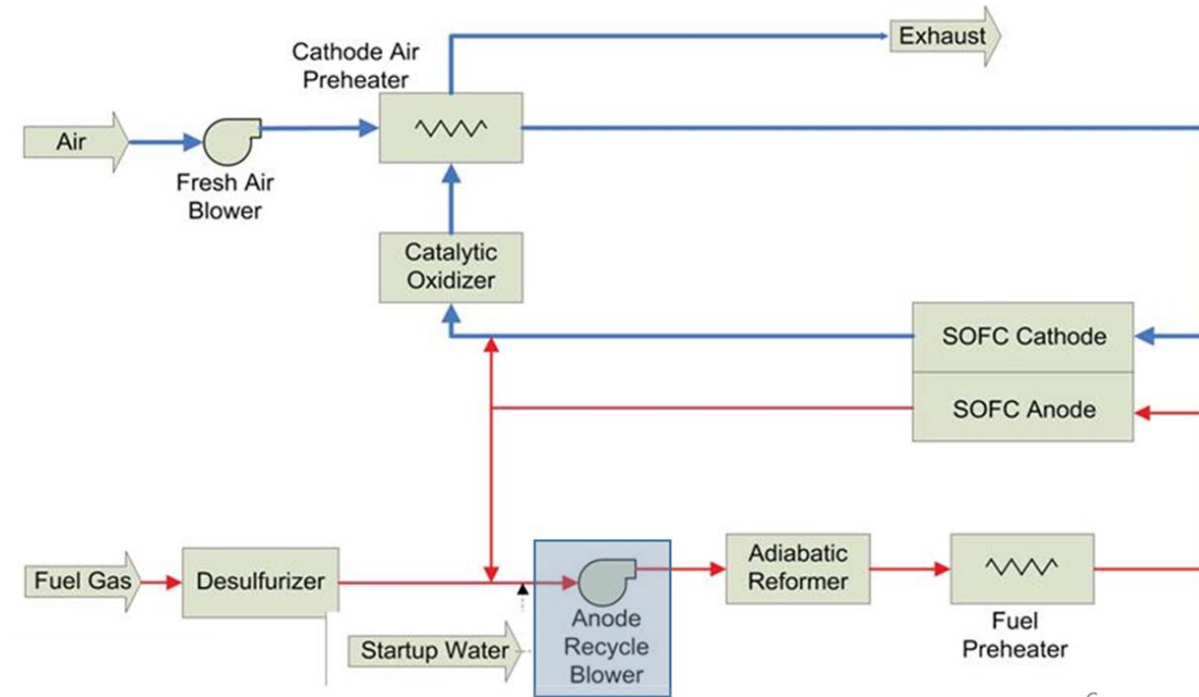 Exhaust
Cathode Air
Preheater
Air
Fresh Air
Blower
Catalytic
Oxidizer
SOFC Cathode
SOFC Anode
Fuel Gas
Desulfurizer
Startup Water
Anode
Recycle
Blower
Adiabatic
Reformer
Fuel
Preheater